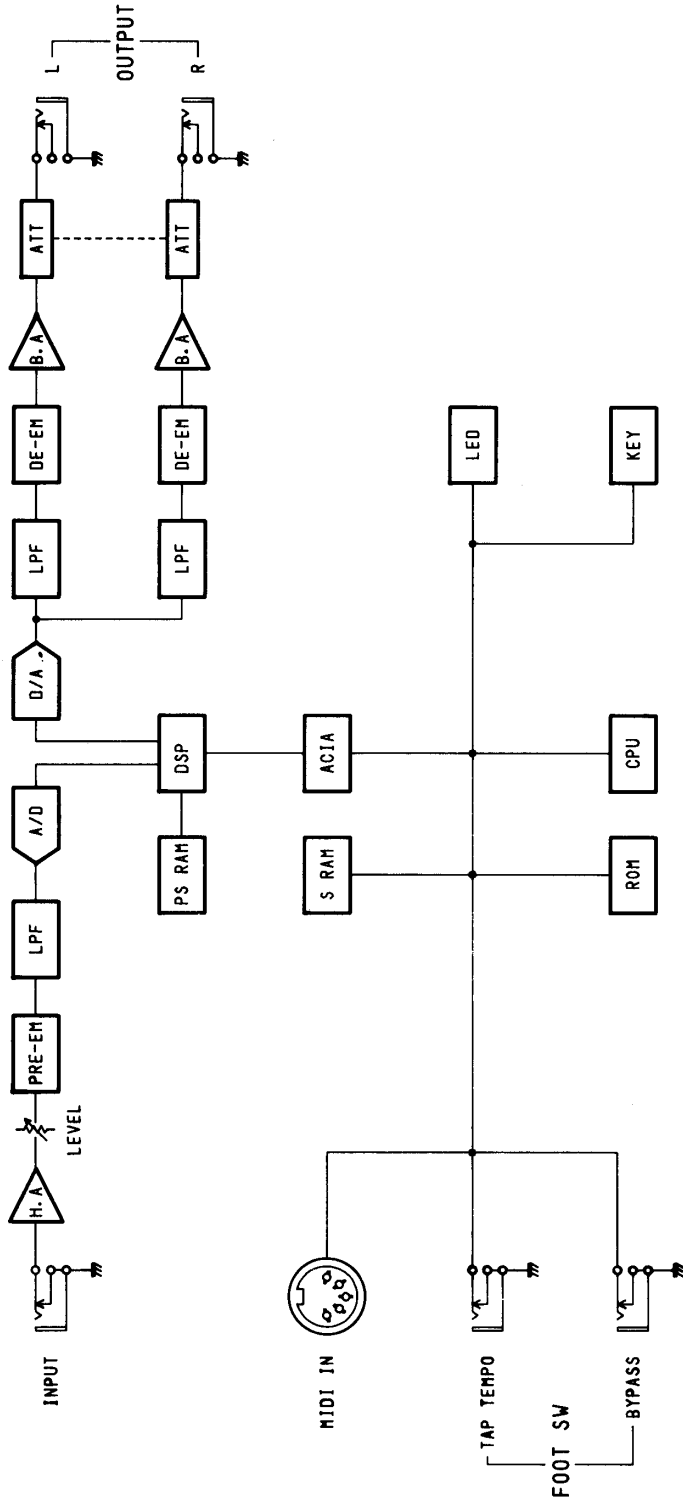 INPUT
H.A
LEVEL
PRE-EM
LPF
A/D
D/A
LPF
DE-EM
B.A
ATT
L
OUTPUT
R
LPF
DE-EM
B.A
ATT
PS RAM
DSP
MIDI IN
S RAM
ACIA
TAP TEMPO
FOOT SW
BYPASS
LED
ROM
CPU
KEY